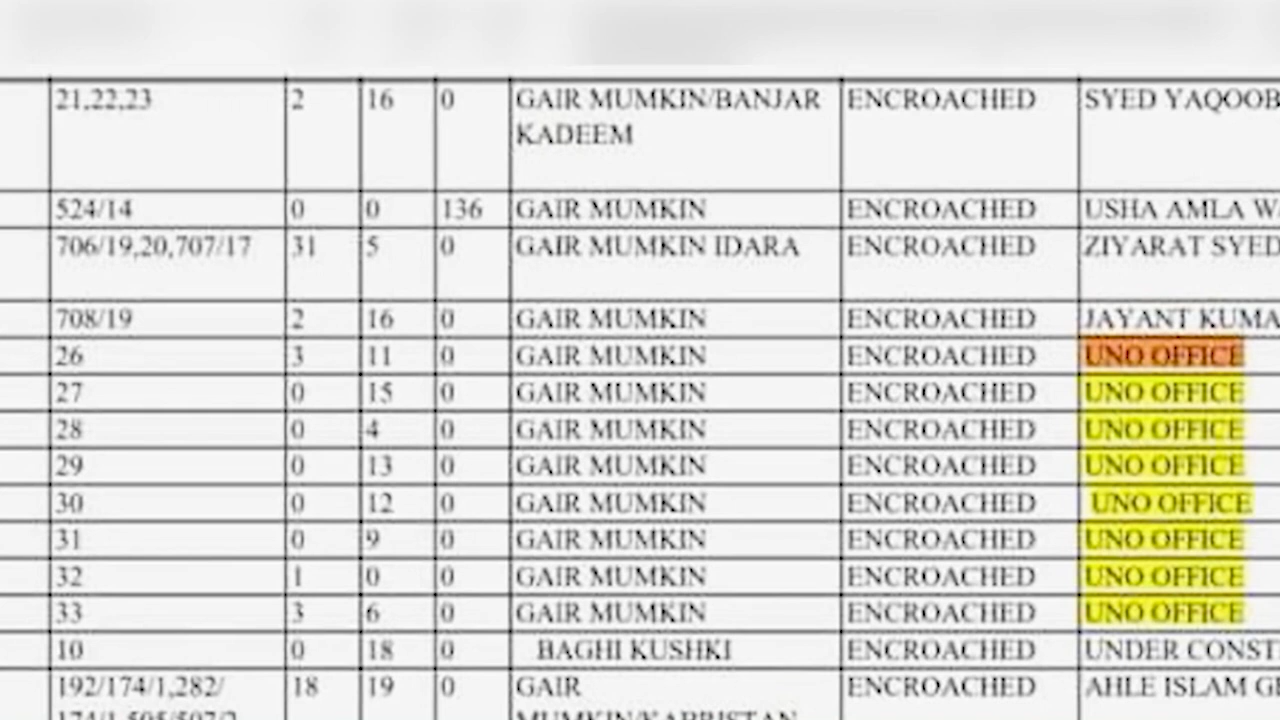 21,22,23 2 16 0 GAIR MUMKIN/BANJAR ENCROACHED SYED YAQOOB
KADEEM
524/14 0 0 136 GAIR MUMKIN ENCROACHED USHA AMLA WA
706/19,20,707/17 31 5 0 GAIR MUMKIN IDARA ENCROACHED ZIYARAT SYED
708/19 2 16 0 GAIR MUMKIN ENCROACHED JAYANT KUMA
26 3 11 0 GAIR MUMKIN ENCROACHED UNO OFFICE
27 0 15 0 GAIR MUMKIN ENCROACHED UNO OFFICE
28 0 4 0 GAIR MUMKIN ENCROACHED UNO OFFICE
29 0 13 0 GAIR MUMKIN ENCROACHED UNO OFFICE
30 0 12 0 GAIR MUMKIN ENCROACHED UNO OFFICE
31 0 9 0 GAIR MUMKIN ENCROACHED UNO OFFICE
32 1 0 0 GAIR MUMKIN ENCROACHED UNO OFFICE
33 3 6 0 GAIR MUMKIN ENCROACHED UNO OFFICE
10 0 18 0 BAGHI KUSHKI ENCROACHED UNDER CONST
192/174/1,282/ 18 19 0 GAIR ENCROACHED AHLE ISLAM
MUMKIN/KABRISTAN